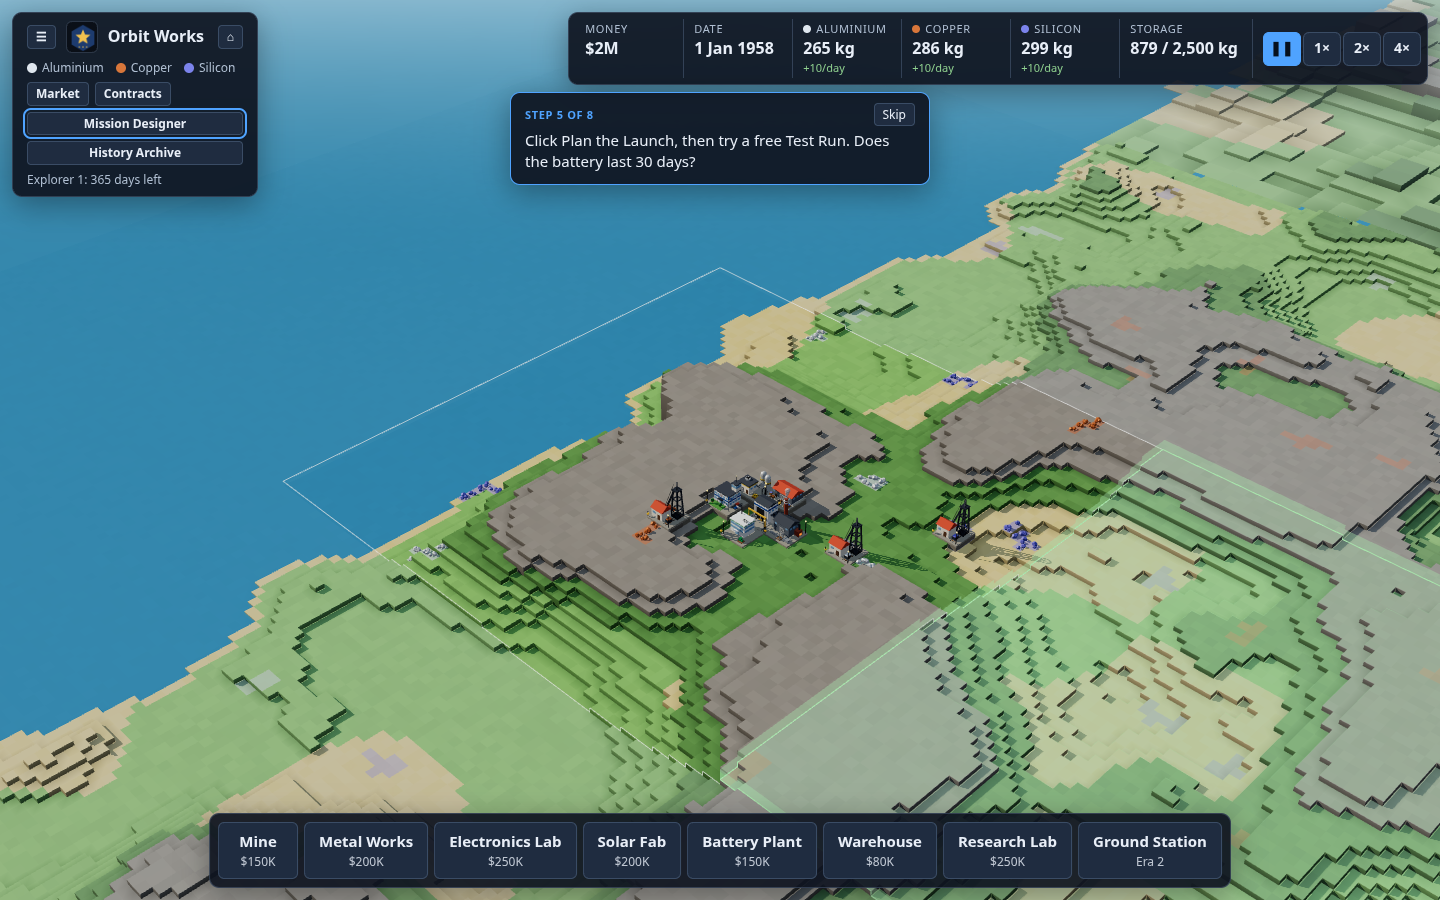 ☰ Orbit Works ⌂
Aluminium Copper Silicon
Market Contracts
Mission Designer
History Archive
Explorer 1: 365 days left
MONEY
$2M
DATE
1 Jan 1958
ALUMINIUM
265 kg
+10/day
COPPER
286 kg
+10/day
SILICON
299 kg
+10/day
STORAGE
879 / 2,500 kg
❚❚ 1× 2× 4×
STEP 5 OF 8 Skip
Click Plan the Launch, then try a free Test Run. Does
the battery last 30 days?
Mine
$150K
Metal Works
$200K
Electronics Lab
$250K
Solar Fab
$200K
Battery Plant
$150K
Warehouse
$80K
Research Lab
$250K
Ground Station
Era 2